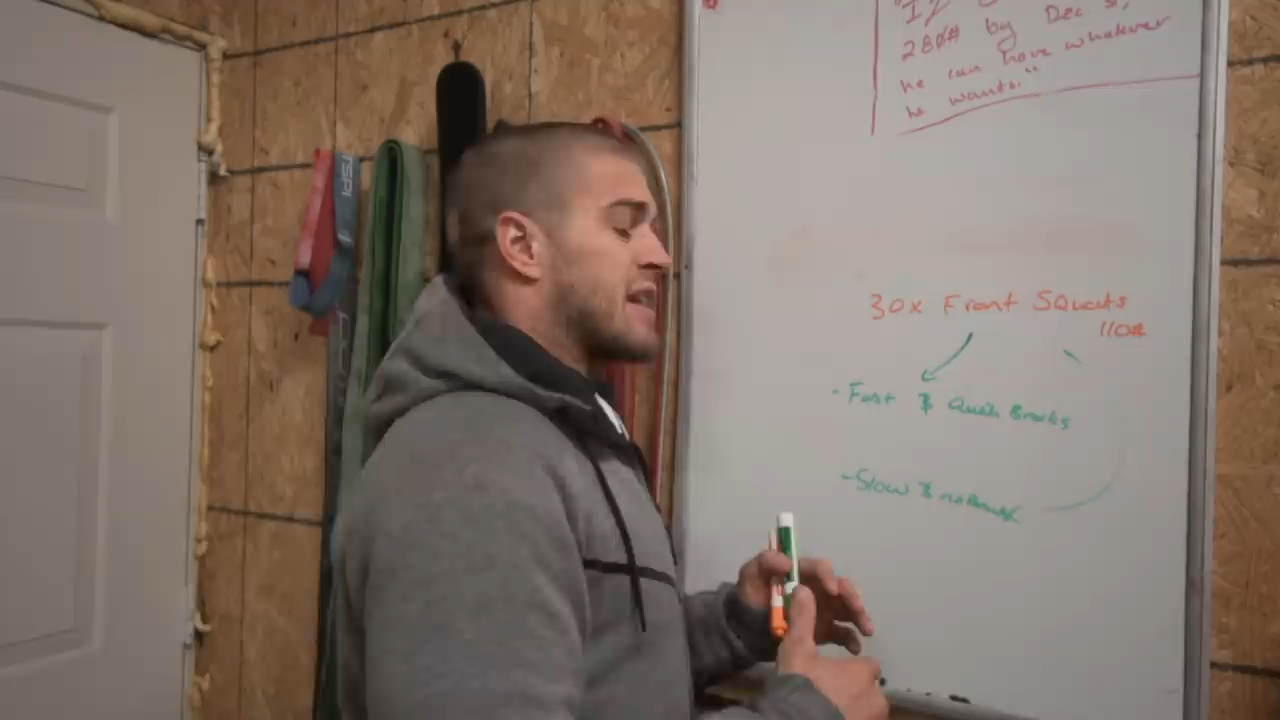 280# by Dec 31,
he can have whatever
he wants."
30x Front Squats
110#
- Fast & Quick Breaks
- Slow & no Break